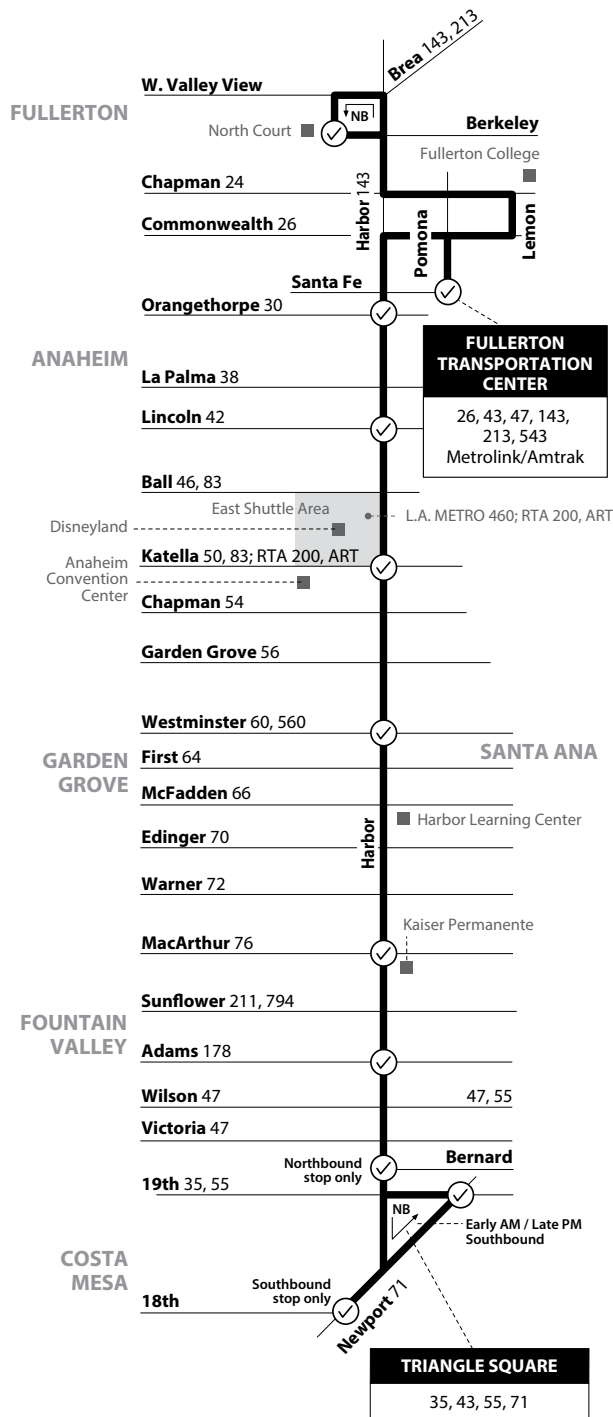 Brea 143, 213
W. Valley View
FULLERTON
NB
North Court
Berkeley
Fullerton College
Chapman 24
Harbor 143
Commonwealth 26
Pomona
Lemon
Santa Fe
Orangethorpe 30
FULLERTON
TRANSPORTATION
CENTER
26, 43, 47, 143,
213, 543
Metrolink/Amtrak
ANAHEIM
La Palma 38
Lincoln 42
Ball 46, 83
East Shuttle Area
L.A. METRO 460; RTA 200, ART
Disneyland
Katella 50, 83; RTA 200, ART
Anaheim
Convention
Center
Chapman 54
Garden Grove 56
Westminster 60, 560
SANTA ANA
GARDEN
GROVE
First 64
McFadden 66
Harbor Learning Center
Harbor
Edinger 70
Warner 72
Kaiser Permanente
MacArthur 76
Sunflower 211, 794
FOUNTAIN
VALLEY
Adams 178
Wilson 47
47, 55
Victoria 47
Bernard
Northbound
stop only
19th 35, 55
NB
Early AM / Late PM
Southbound
COSTA
MESA
Southbound
stop only
18th
Newport 71
TRIANGLE SQUARE
35, 43, 55, 71